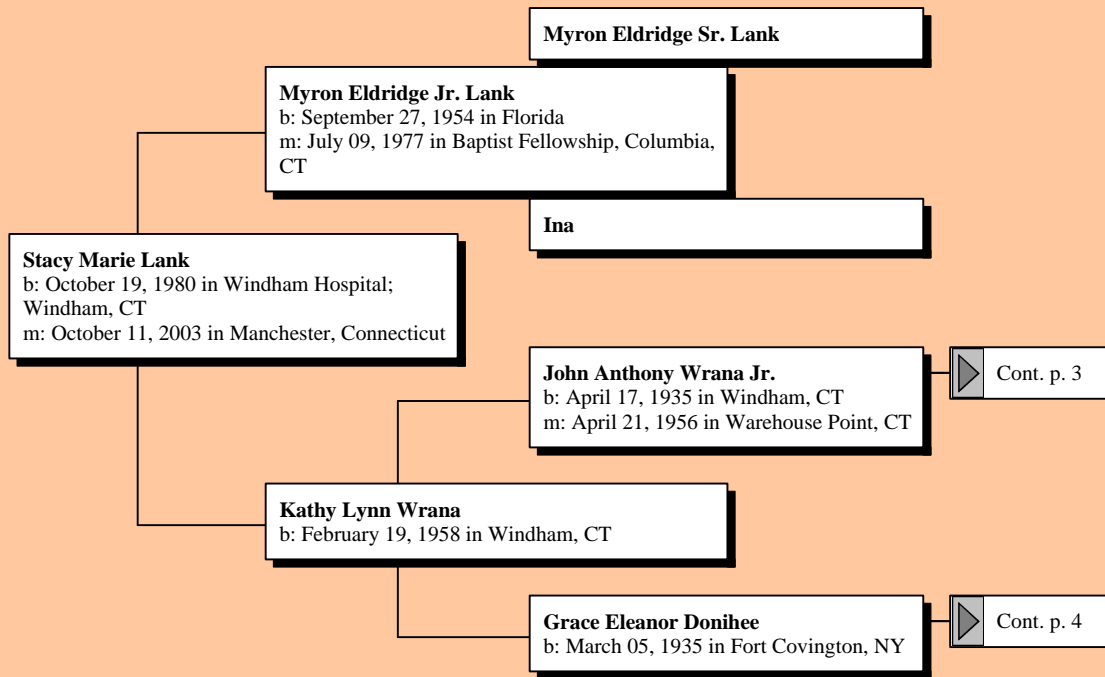 Myron Eldridge Sr. Lank
Myron Eldridge Jr. Lank
b: September 27, 1954 in Florida
m: July 09, 1977 in Baptist Fellowship, Columbia,
CT
Ina
Stacy Marie Lank
b: October 19, 1980 in Windham Hospital;
Windham, CT
m: October 11, 2003 in Manchester, Connecticut
John Anthony Wrana Jr.
b: April 17, 1935 in Windham, CT
m: April 21, 1956 in Warehouse Point, CT
Cont. p. 3
Kathy Lynn Wrana
b: February 19, 1958 in Windham, CT
Grace Eleanor Donihee
b: March 05, 1935 in Fort Covington, NY
Cont. p. 4